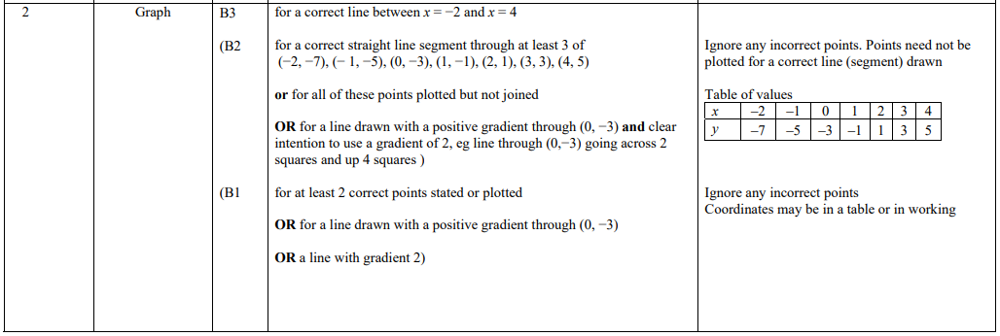 2 Graph B3 for a correct line between x = −2 and x = 4
(B2 for a correct straight line segment through at least 3 of
(−2, −7), (− 1, −5), (0, −3), (1, −1), (2, 1), (3, 3), (4, 5)
Ignore any incorrect points. Points need not be
plotted for a correct line (segment) drawn
or for all of these points plotted but not joined
Table of values
x −2 −1 0 1 2 3 4
y −7 −5 −3 −1 1 3 5
OR for a line drawn with a positive gradient through (0, −3) and clear
intention to use a gradient of 2, eg line through (0,−3) going across 2
squares and up 4 squares )
(B1 for at least 2 correct points stated or plotted
Ignore any incorrect points
Coordinates may be in a table or in working
OR for a line drawn with a positive gradient through (0, −3)
OR a line with gradient 2)